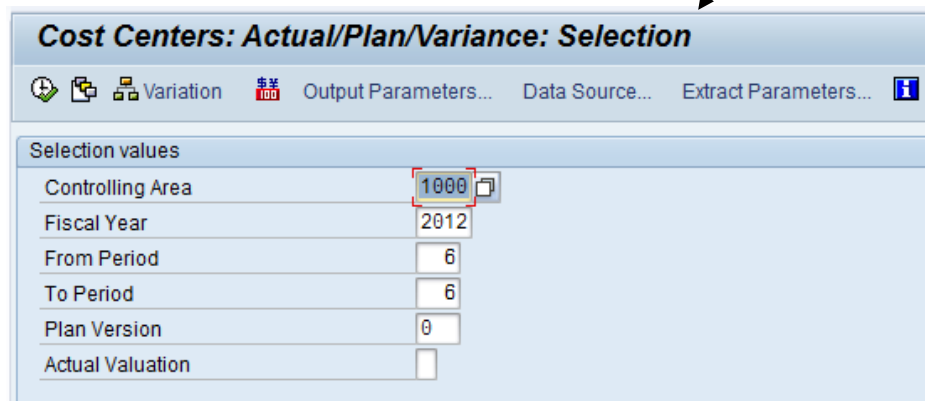 Cost Centers: Actual/Plan/Variance: Selection
Variation Output Parameters... Data Source... Extract Parameters...
Selection values
Controlling Area 1000
Fiscal Year 2012
From Period 6
To Period 6
Plan Version 0
Actual Valuation